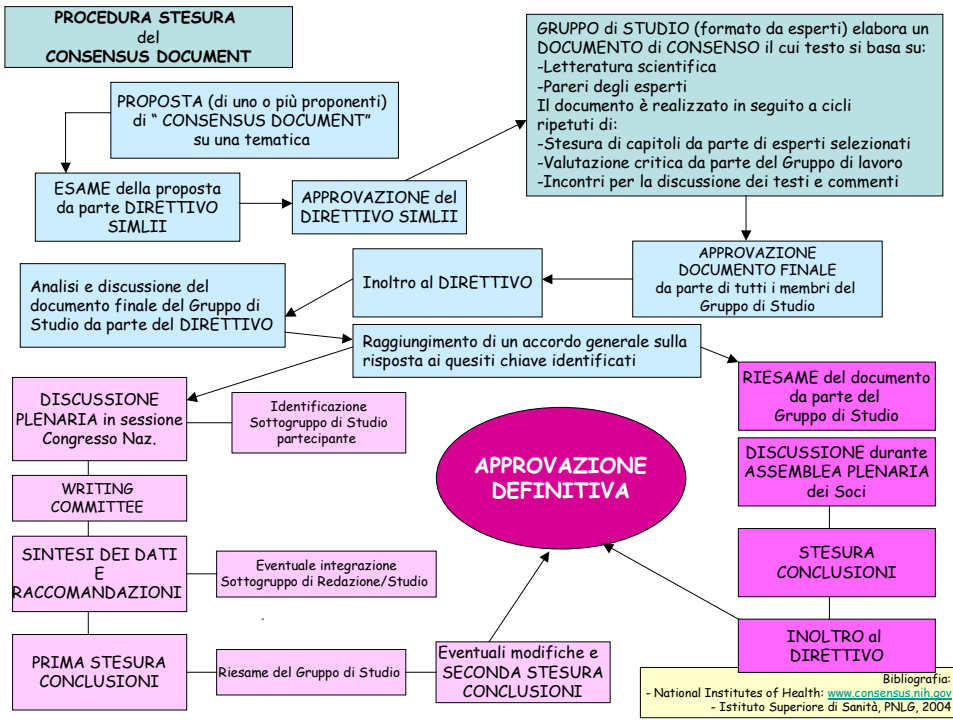 PROCEDURA STESURA
del
CONSENSUS DOCUMENT
GRUPPO di STUDIO (formato da esperti) elabora un
DOCUMENTO di CONSENSO il cui testo si basa su:
-Letteratura scientifica
-Pareri degli esperti
Il documento è realizzato in seguito a cicli
ripetuti di:
-Stesura di capitoli da parte di esperti selezionati
-Valutazione critica da parte del Gruppo di lavoro
-Incontri per la discussione dei testi e commenti
PROPOSTA (di uno o più proponenti)
di " CONSENSUS DOCUMENT"
su una tematica
ESAME della proposta
da parte DIRETTIVO
SIMLII
APPROVAZIONE del
DIRETTIVO SIMLII
APPROVAZIONE
DOCUMENTO FINALE
da parte di tutti i membri del
Gruppo di Studio
Inoltro al DIRETTIVO
Analisi e discussione del
documento finale del Gruppo di
Studio da parte del DIRETTIVO
Raggiungimento di un accordo generale sulla
risposta ai quesiti chiave identificati
DISCUSSIONE
PLENARIA in sessione
Congresso Naz.
Identificazione
Sottogruppo di Studio
partecipante
WRITING
COMMITTEE
SINTESI DEI DATI
E
RACCOMANDAZIONI
Eventuale integrazione
Sottogruppo di Redazione/Studio
.
PRIMA STESURA
CONCLUSIONI
Riesame del Gruppo di Studio
Eventuali modifiche e
SECONDA STESURA
CONCLUSIONI
APPROVAZIONE
DEFINITIVA
RIESAME del documento
da parte del
Gruppo di Studio
DISCUSSIONE durante
ASSEMBLEA PLENARIA
dei Soci
STESURA
CONCLUSIONI
INOLTRO al
DIRETTIVO
Bibliografia:
- National Institutes of Health: www.consensus.nih.gov
- Istituto Superiore di Sanità, PNLG, 2004